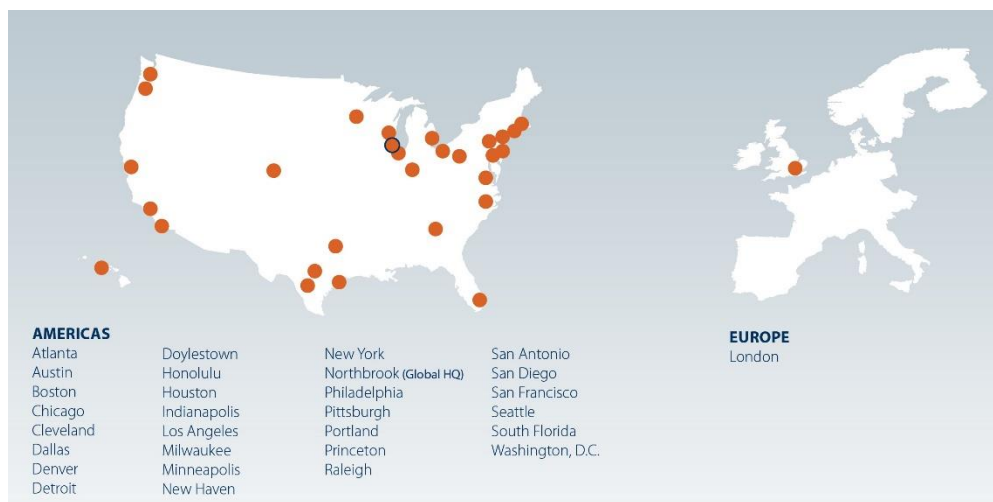 AMERICAS
Atlanta
Austin
Boston
Chicago
Cleveland
Dallas
Denver
Detroit
Doylestown
Honolulu
Houston
Indianapolis
Los Angeles
Milwaukee
Minneapolis
New Haven
New York
Northbrook (Global HQ)
Philadelphia
Pittsburgh
Portland
Princeton
Raleigh
San Antonio
San Diego
San Francisco
Seattle
South Florida
Washington, D.C.
EUROPE
London